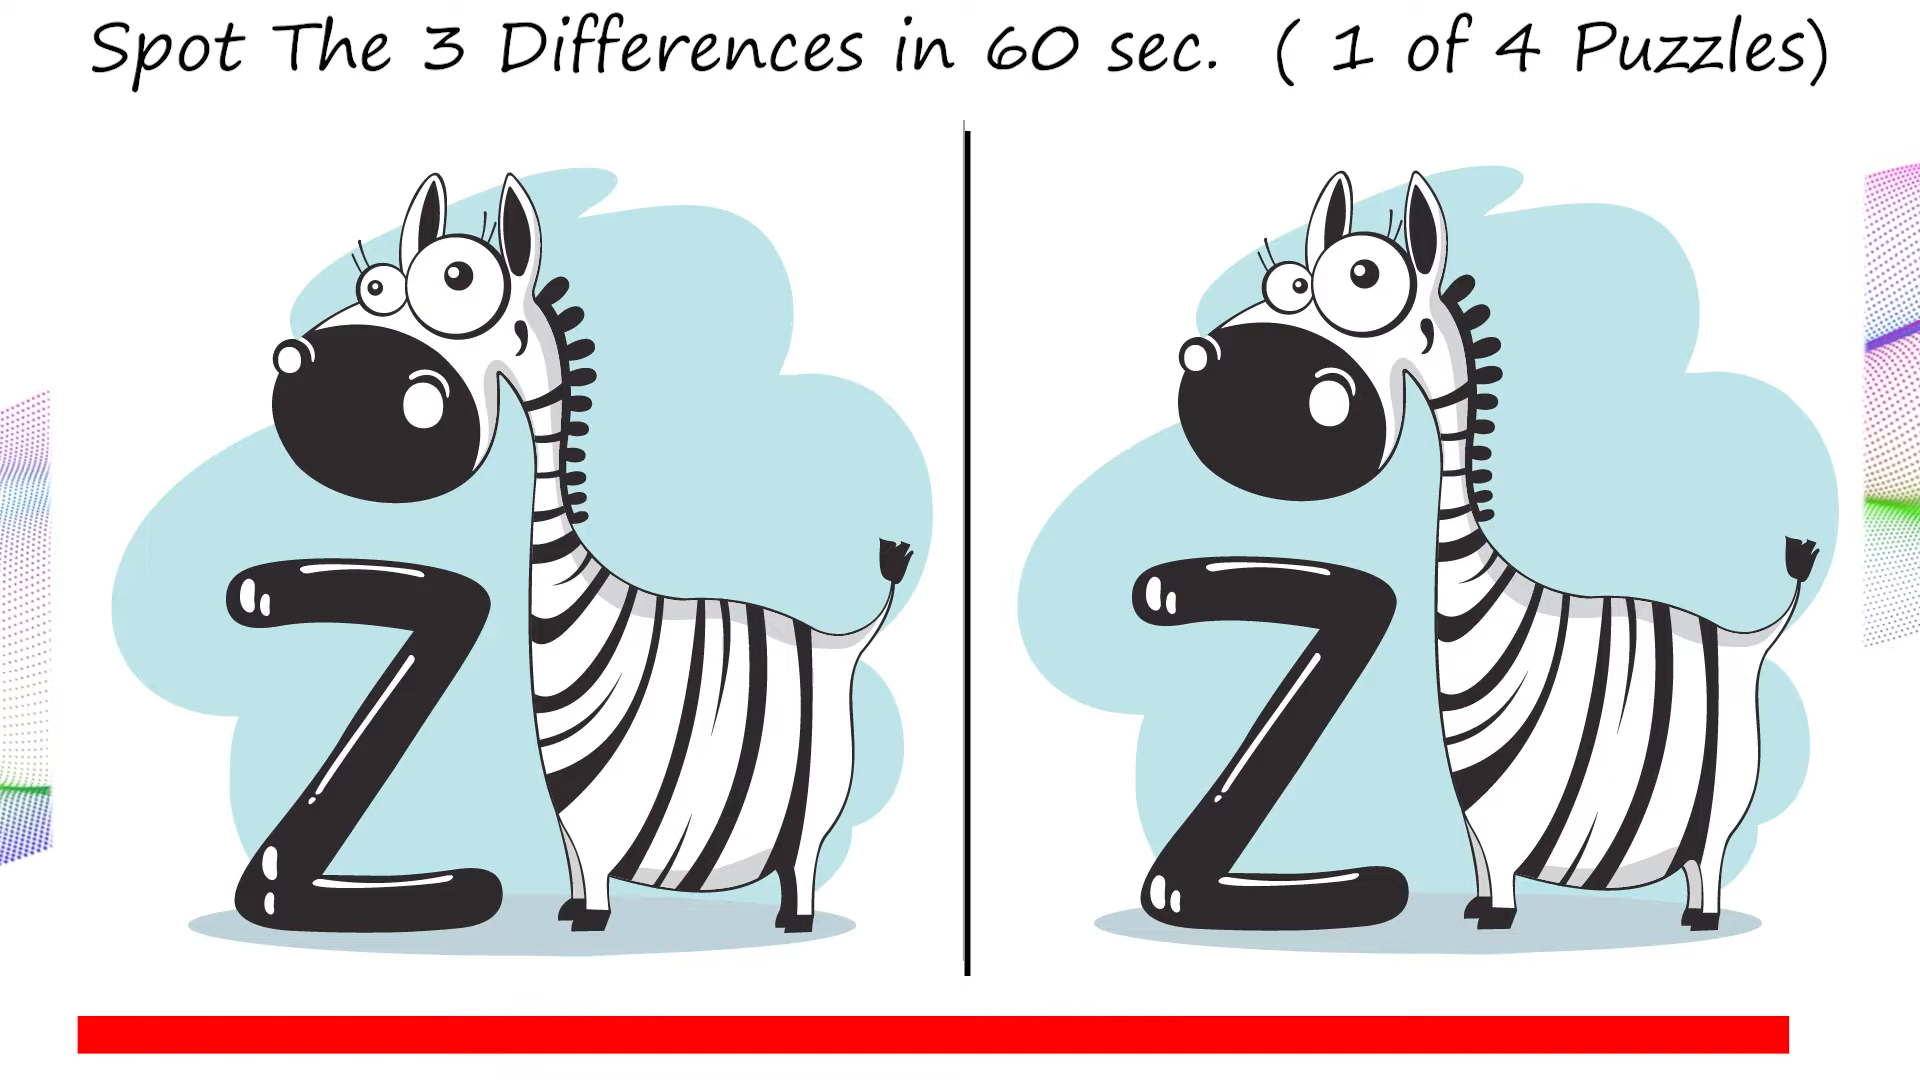 Spot The 3 Differences in 60 sec. ( 1 of 4 Puzzles)
Z